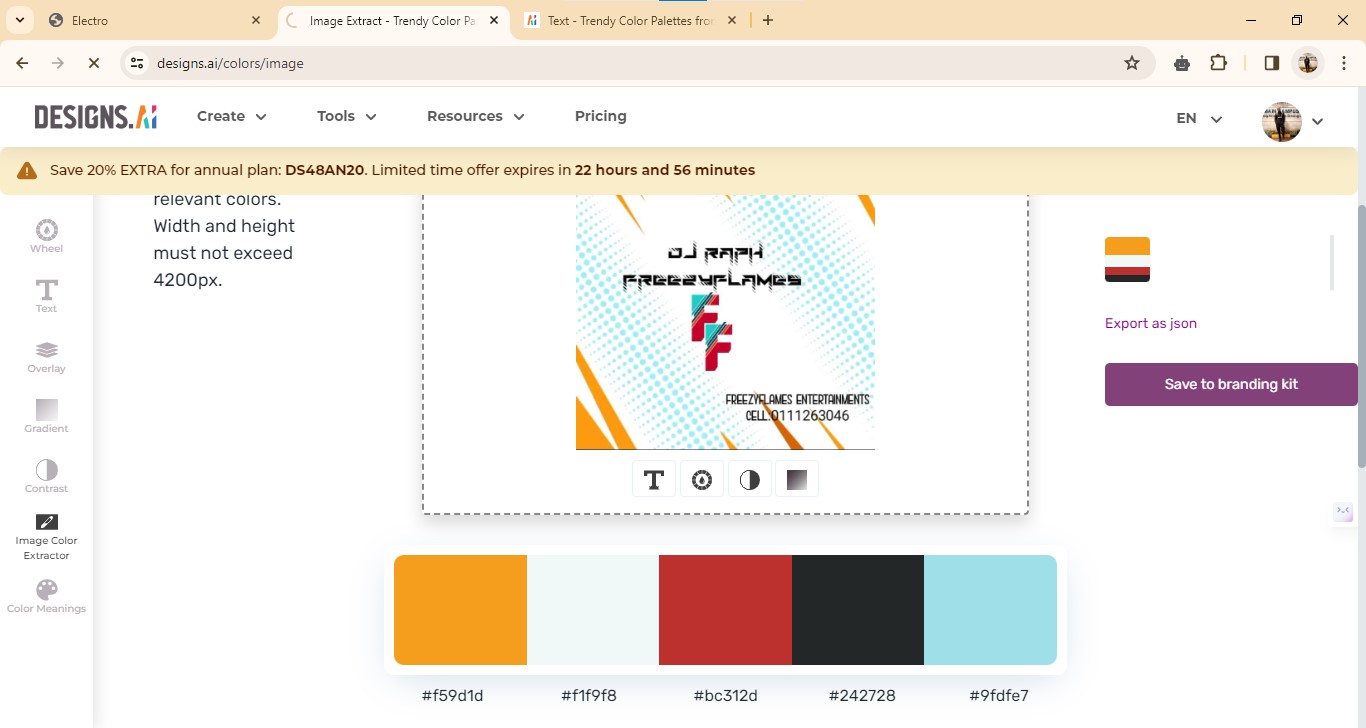 Electro
Image Extract - Trendy Color Pa
Text - Trendy Color Palettes fror
designs.ai/colors/image
DESIGNS.Ai
Create
Tools
Resources
Pricing
EN
Save 20% EXTRA for annual plan: DS48AN20. Limited time offer expires in 22 hours and 56 minutes
relevant colors.
Width and height
must not exceed
4200px.
Wheel
Text
Overlay
Gradient
Contrast
Image Color
Extractor
Color Meanings
DJ RAPH
FREEZYFLAMES
FF
FREEZYFLAMES ENTERTAINMENTS
CELL:0111263046
Export as json
Save to branding kit
#f59d1d
#f1f9f8
#bc312d
#242728
#9fdfe7